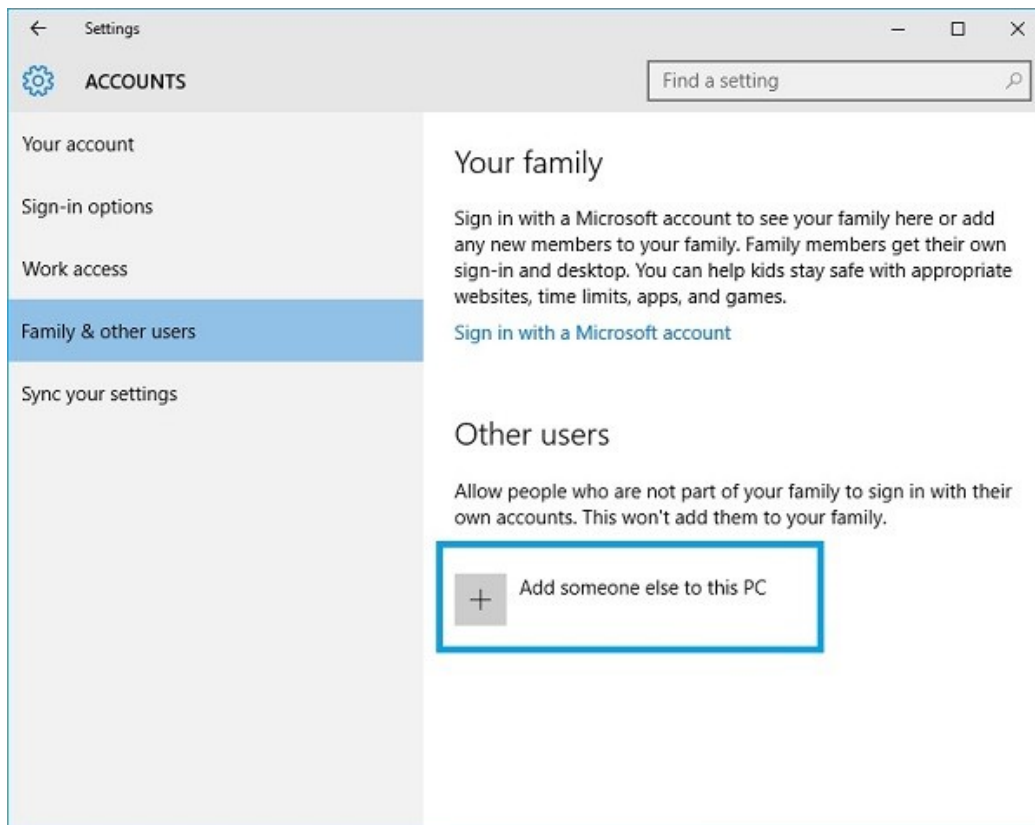 Settings
ACCOUNTS
Find a setting
Your account
Sign-in options
Work access
Family & other users
Sync your settings
Your family
Sign in with a Microsoft account to see your family here or add
any new members to your family. Family members get their own
sign-in and desktop. You can help kids stay safe with appropriate
websites, time limits, apps, and games.
Sign in with a Microsoft account
Other users
Allow people who are not part of your family to sign in with their
own accounts. This won't add them to your family.
Add someone else to this PC